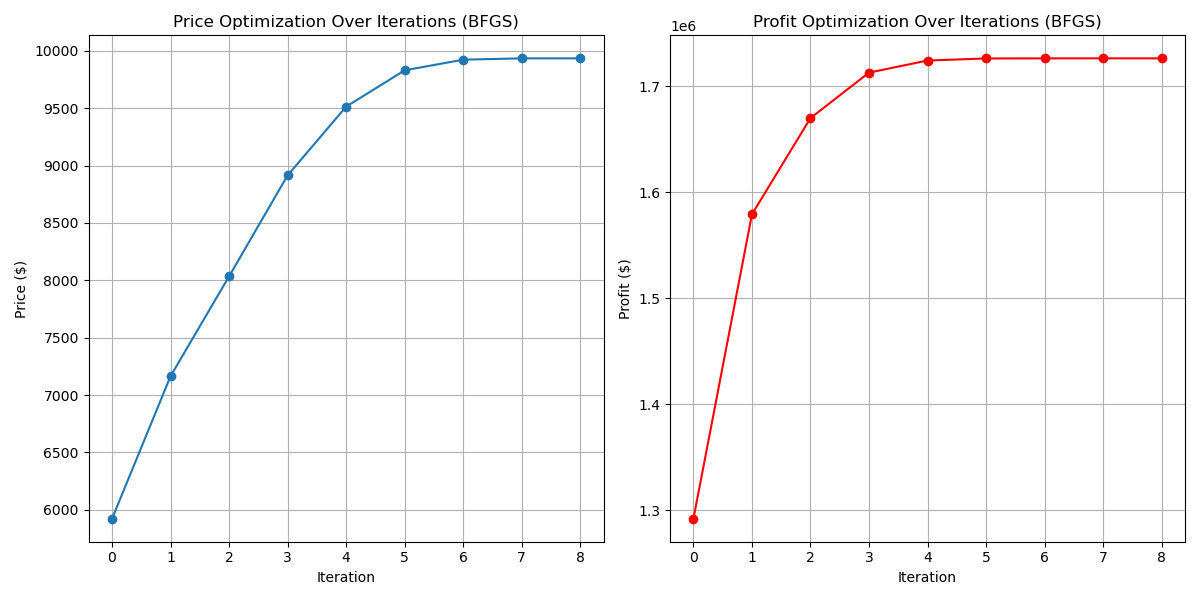 Price Optimization Over Iterations (BFGS)
Price ($)
10000
9500
9000
8500
8000
7500
7000
6500
6000
0 1 2 3 4 5 6 7 8
Iteration
Profit Optimization Over Iterations (BFGS)
1e6
Profit ($)
1.7
1.6
1.5
1.4
1.3
0 1 2 3 4 5 6 7 8
Iteration